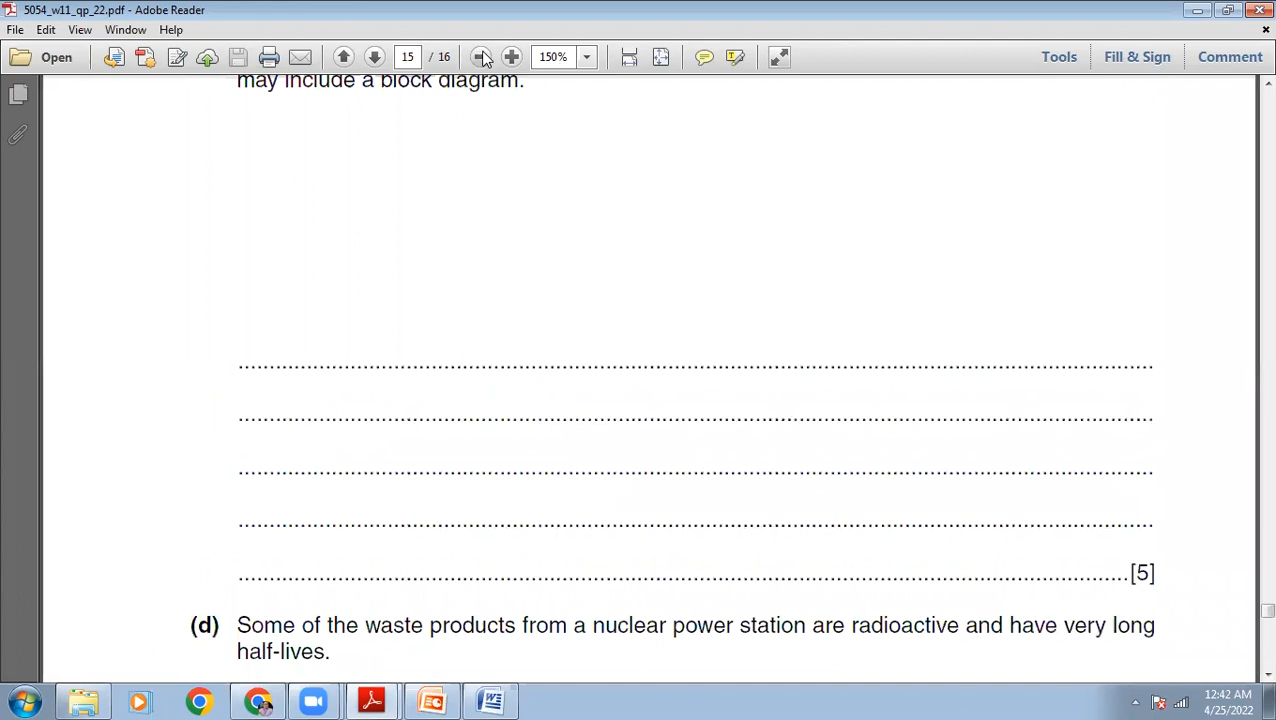 5054_w11_qp_22.pdf - Adobe Reader
File Edit View Window Help
Open 15 / 16 150% Tools Fill & Sign Comment
may include a block diagram.
[5]
(d) Some of the waste products from a nuclear power station are radioactive and have very long
half-lives.
12:42 AM
4/25/2022